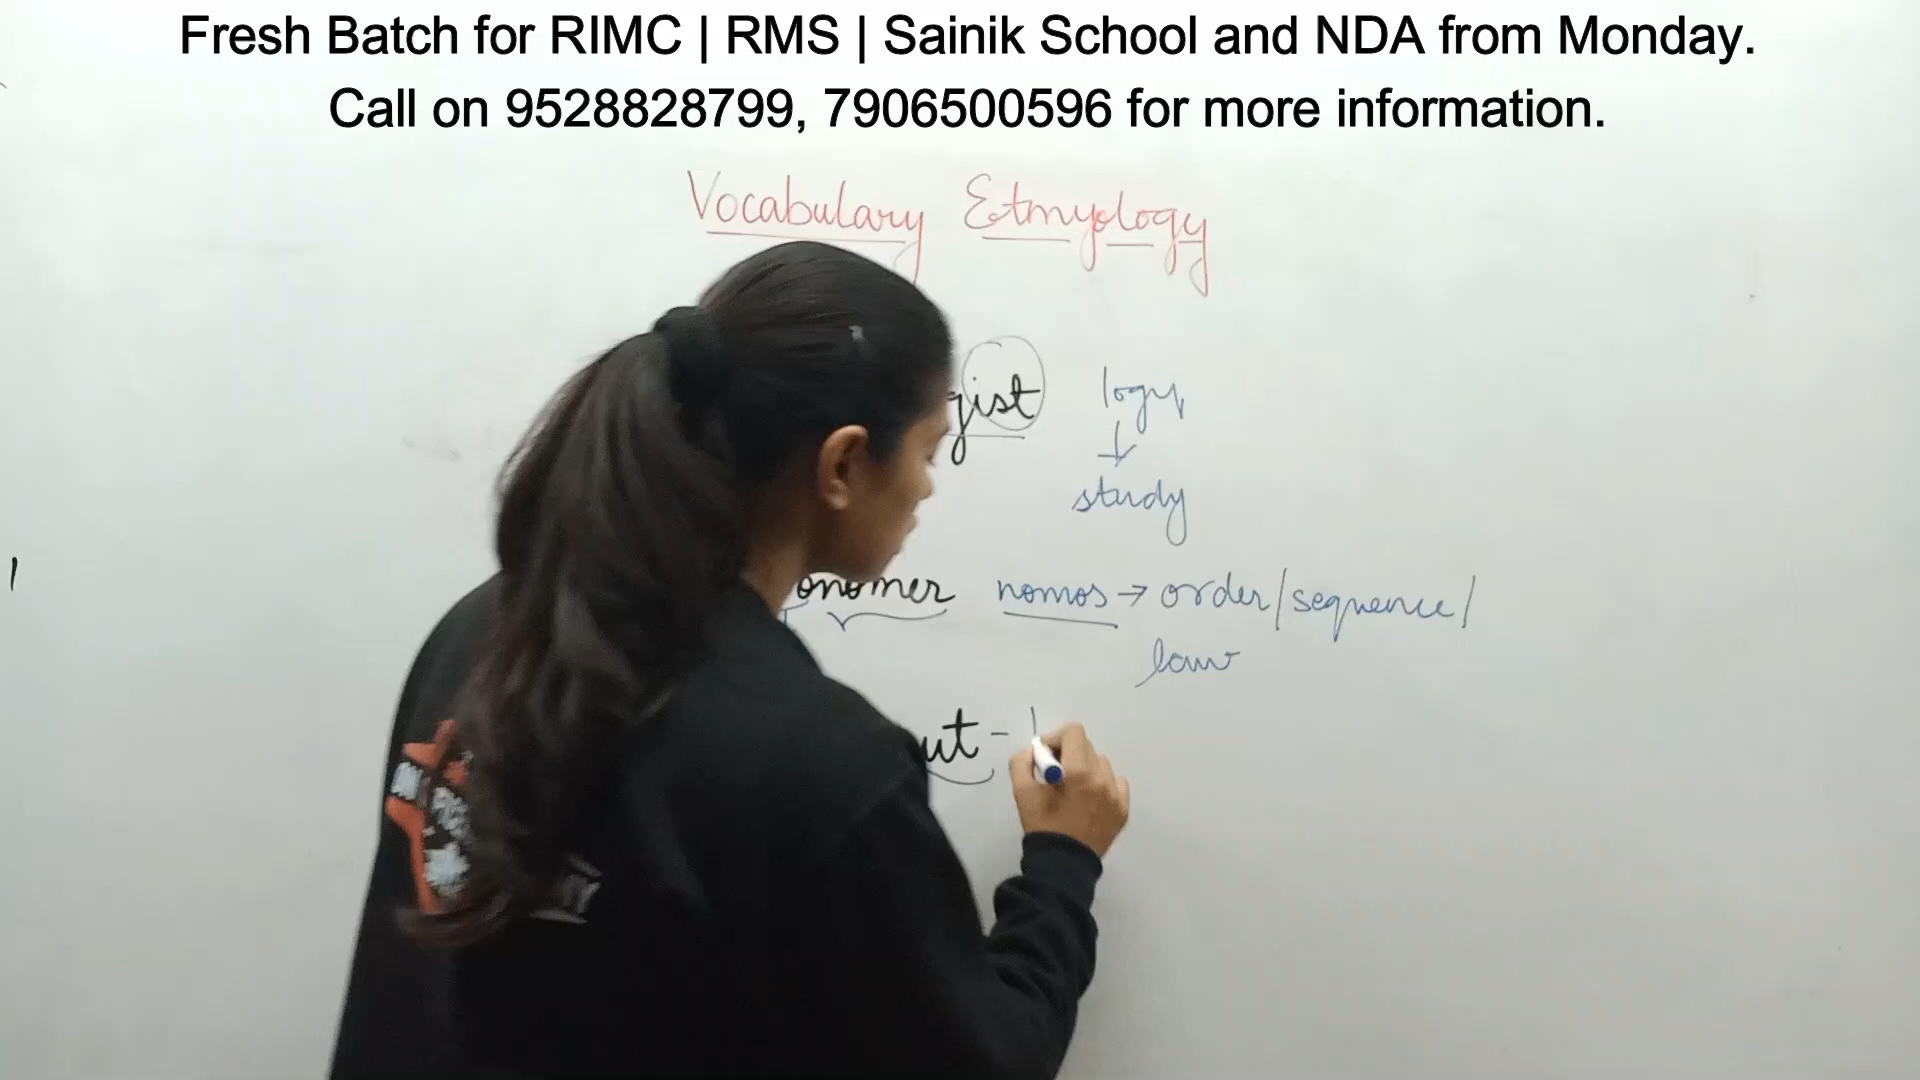 Fresh Batch for RIMC | RMS | Sainik School and NDA from Monday.
Call on 9528828799, 7906500596 for more information.
Vocabulary Etmyology
gist logy
↓
study
onomer nomos → order/sequence/
law
ut -